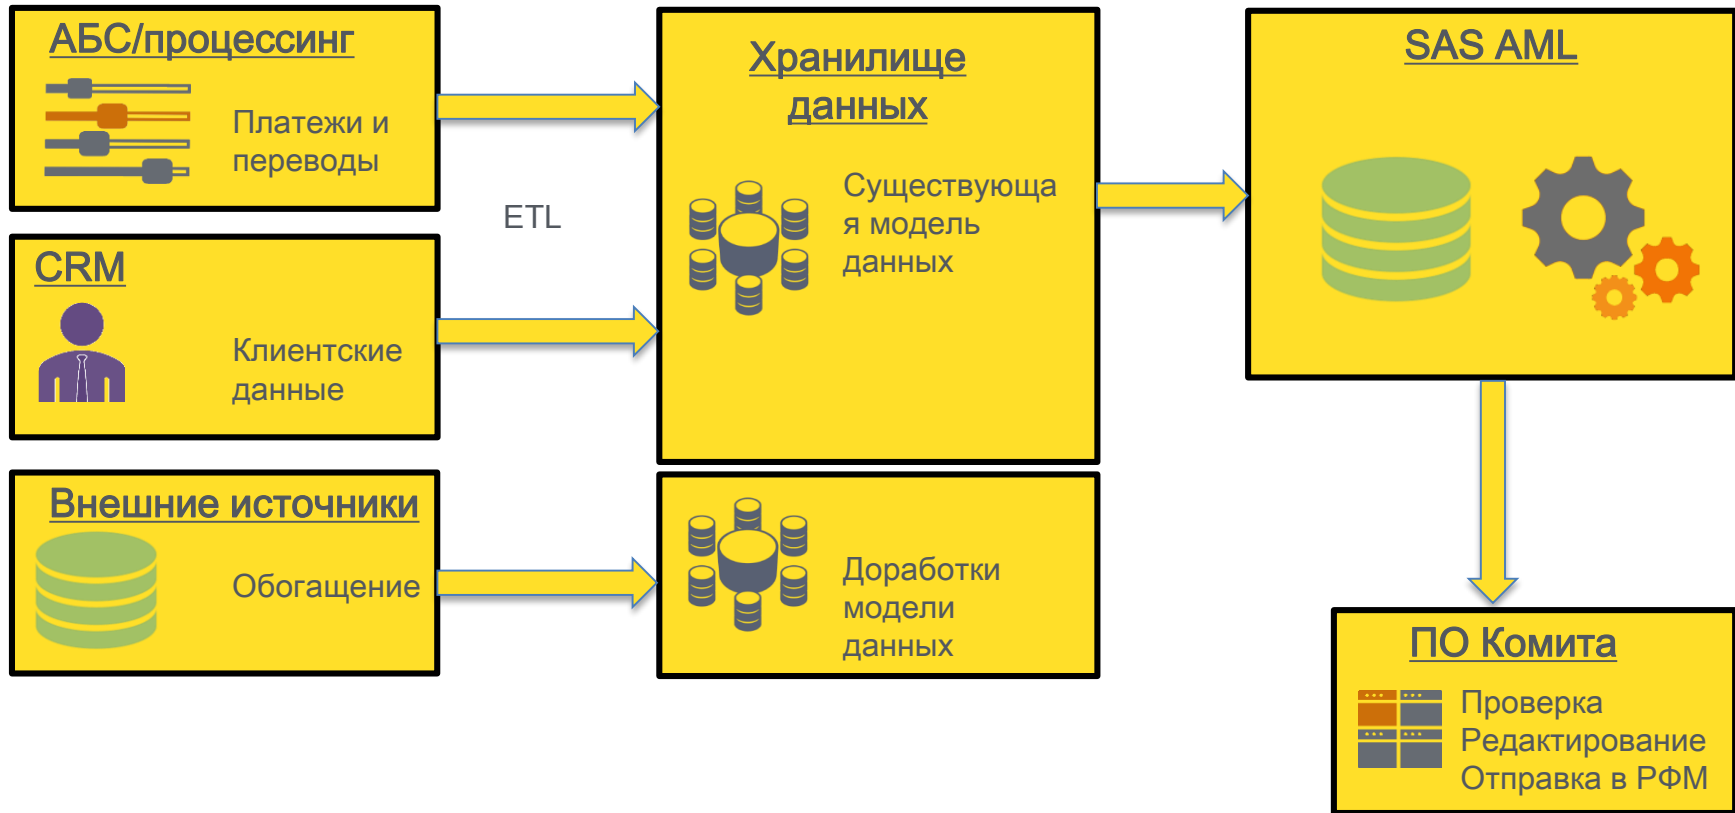 АБС/процессинг
Платежи и
переводы
CRM
Клиентские
данные
Внешние источники
Обогащение
ETL
Хранилище
данных
Существующа
я модель
данных
Доработки
модели
данных
SAS AML
ПО Комита
Проверка
Редактирование
Отправка в РФМ